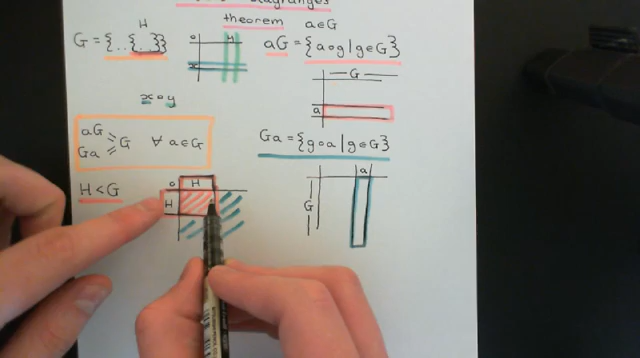 theorem a∈G
H
G = {..{..}}
o H
x
aG = {a∘g|g∈G}
G
a
x∘y
aG
Ga = G ∀ a∈G
Ga = {g∘a|g∈G}
a
G
H < G
o H
H